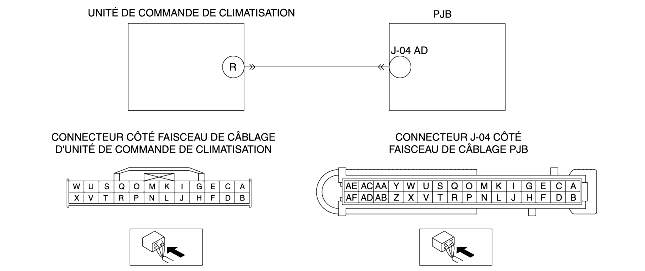 UNITÉ DE COMMANDE DE CLIMATISATION
PJB
R
J-04 AD
CONNECTEUR CÔTÉ FAISCEAU DE CÂBLAGE
D'UNITÉ DE COMMANDE DE CLIMATISATION
CONNECTEUR J-04 CÔTÉ
FAISCEAU DE CÂBLAGE PJB
W U S Q O M K I G E C A
X V T R P N L J H F D B
AE AC AA Y W U S Q O M K I G E C A
AF AD AB Z X V T R P N L J H F D B